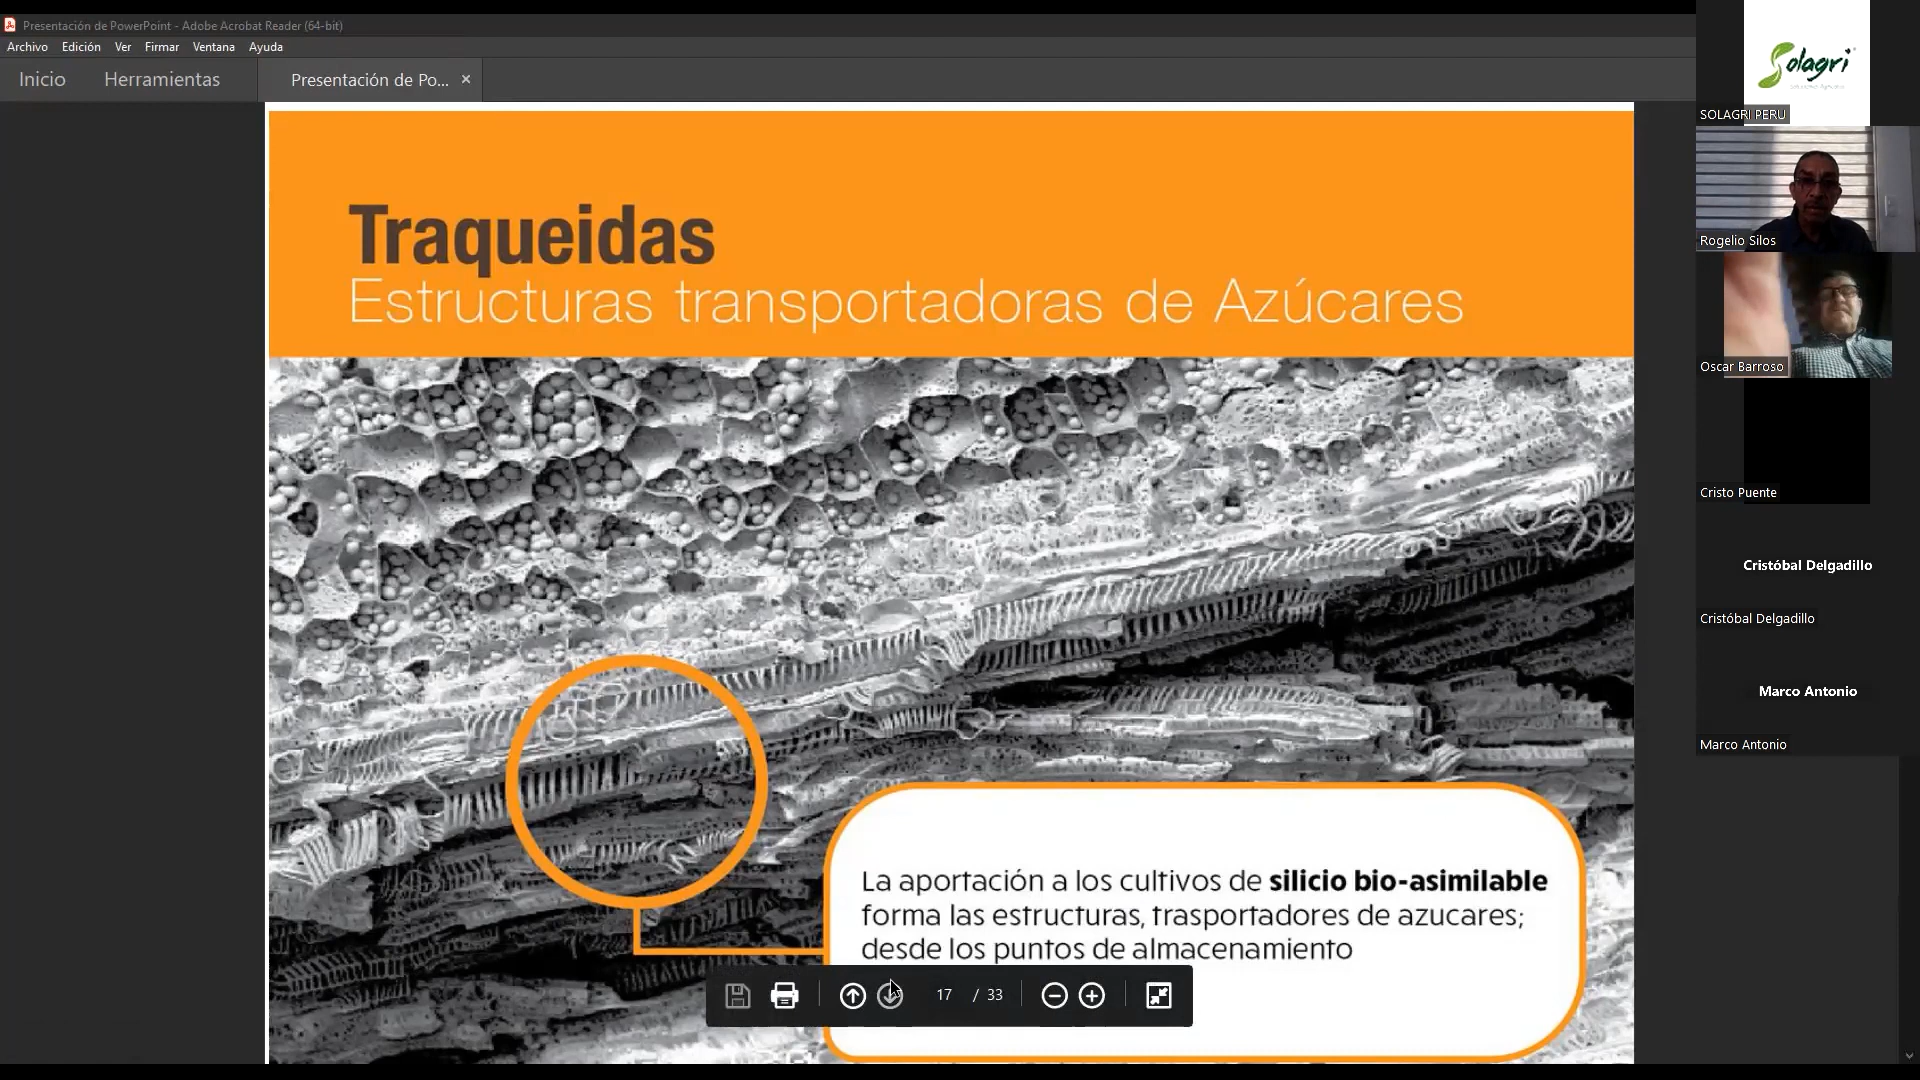 Presentación de PowerPoint - Adobe Acrobat Reader (64-bit)
Archivo Edición Ver Firmar Ventana Ayuda
Inicio Herramientas Presentación de Po... ×
Traqueidas
Estructuras transportadoras de Azúcares
La aportación a los cultivos de silicio bio-asimilable
forma las estructuras, trasportadores de azucares;
desde los puntos de almacenamiento
17 / 33
Solagri
SOLAGRI PERU
Rogelio Silos
Oscar Barroso
Cristo Puente
Cristóbal Delgadillo
Cristóbal Delgadillo
Marco Antonio
Marco Antonio